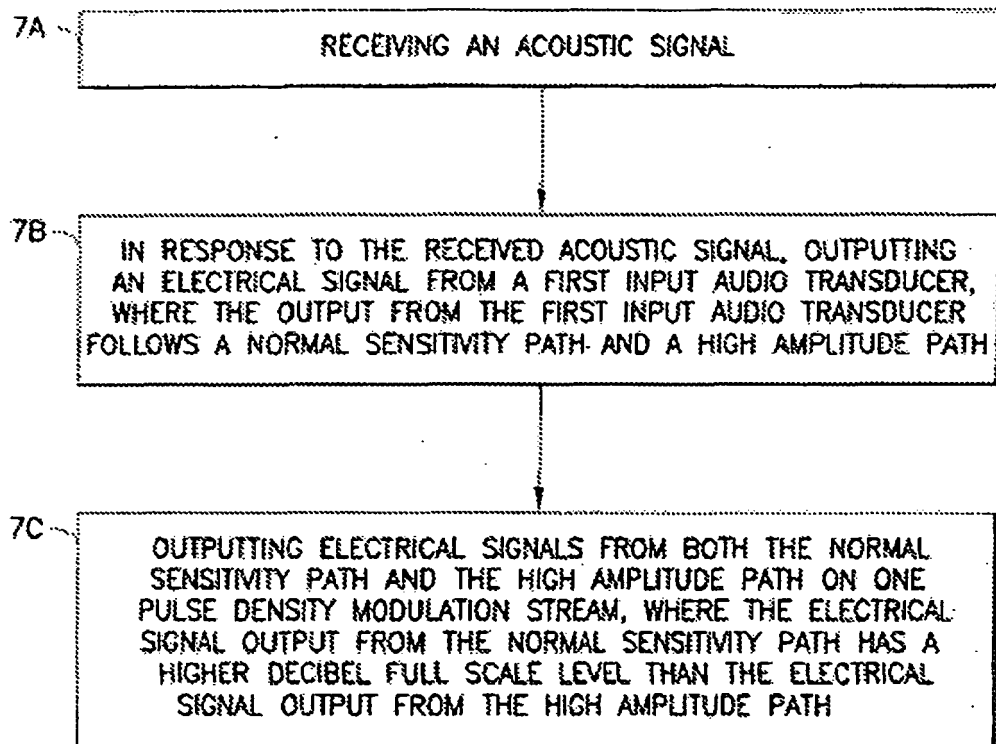 7A
RECEIVING AN ACOUSTIC SIGNAL
7B
IN RESPONSE TO THE RECEIVED ACOUSTIC SIGNAL, OUTPUTTING
AN ELECTRICAL SIGNAL FROM A FIRST INPUT AUDIO TRANSDUCER,
WHERE THE OUTPUT FROM THE FIRST INPUT AUDIO TRANSDUCER
FOLLOWS A NORMAL SENSITIVITY PATH AND A HIGH AMPLITUDE PATH
7C
OUTPUTTING ELECTRICAL SIGNALS FROM BOTH THE NORMAL
SENSITIVITY PATH AND THE HIGH AMPLITUDE PATH ON ONE
PULSE DENSITY MODULATION STREAM, WHERE THE ELECTRICAL
SIGNAL OUTPUT FROM THE NORMAL SENSITIVITY PATH HAS A
HIGHER DECIBEL FULL SCALE LEVEL THAN THE ELECTRICAL
SIGNAL OUTPUT FROM THE HIGH AMPLITUDE PATH